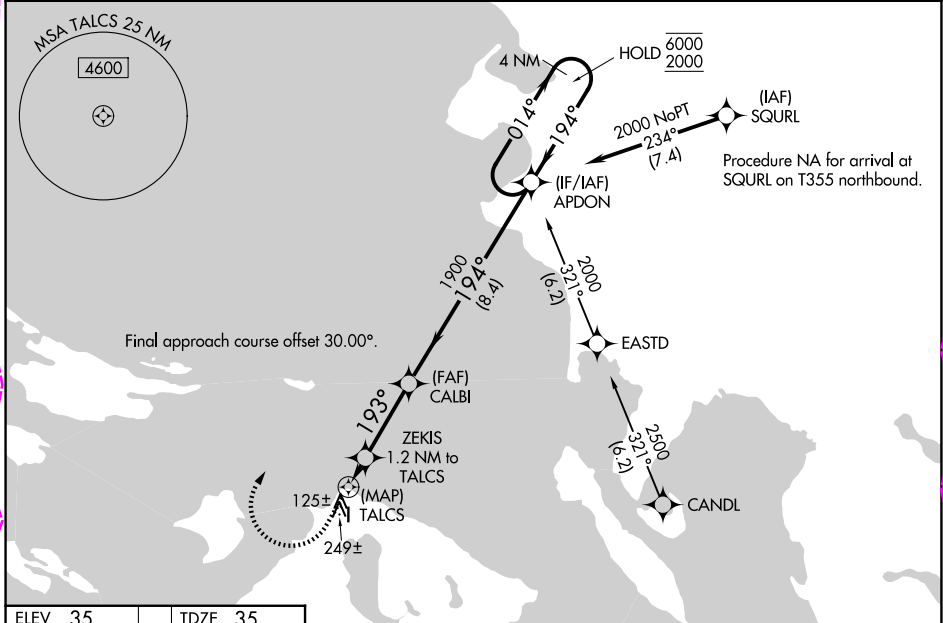 MSA TALCS 25 NM
4600
4 NM
HOLD
6000
2000
014°
194°
(IAF)
SQURL
2000 NoPT
234°
(7.4)
Procedure NA for arrival at
SQURL on T355 northbound.
(IF/IAF)
APDON
1900
194°
(8.4)
2000
321°
(6.2)
Final approach course offset 30.00°.
EASTD
(FAF)
CALBI
193°
ZEKIS
1.2 NM to
TALCS
2500
321°
(6.2)
125±
(MAP)
TALCS
CANDL
249±
ELEV 35
TDZE 35